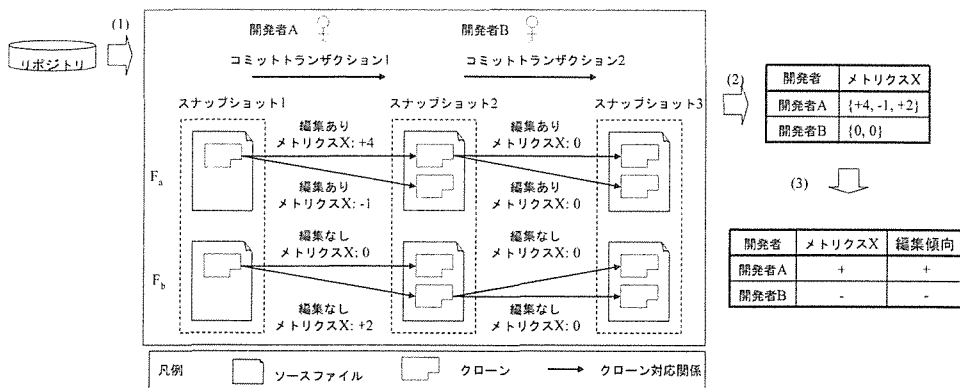 (1)
リポジトリ
開発者A
開発者B
コミットトランザクション1
コミットトランザクション2
スナップショット1
スナップショット2
スナップショット3
編集あり
メトリクスX: +4
編集あり
メトリクスX: 0
Fa
編集あり
メトリクスX: -1
編集あり
メトリクスX: 0
編集なし
メトリクスX: 0
編集なし
メトリクスX: 0
Fb
編集なし
メトリクスX: +2
編集なし
メトリクスX: 0
(2)
開発者 メトリクスX
開発者A {+4, -1, +2}
開発者B {0, 0}
(3)
開発者 メトリクスX 編集傾向
開発者A + +
開発者B - -
凡例 ソースファイル クローン クローン対応関係